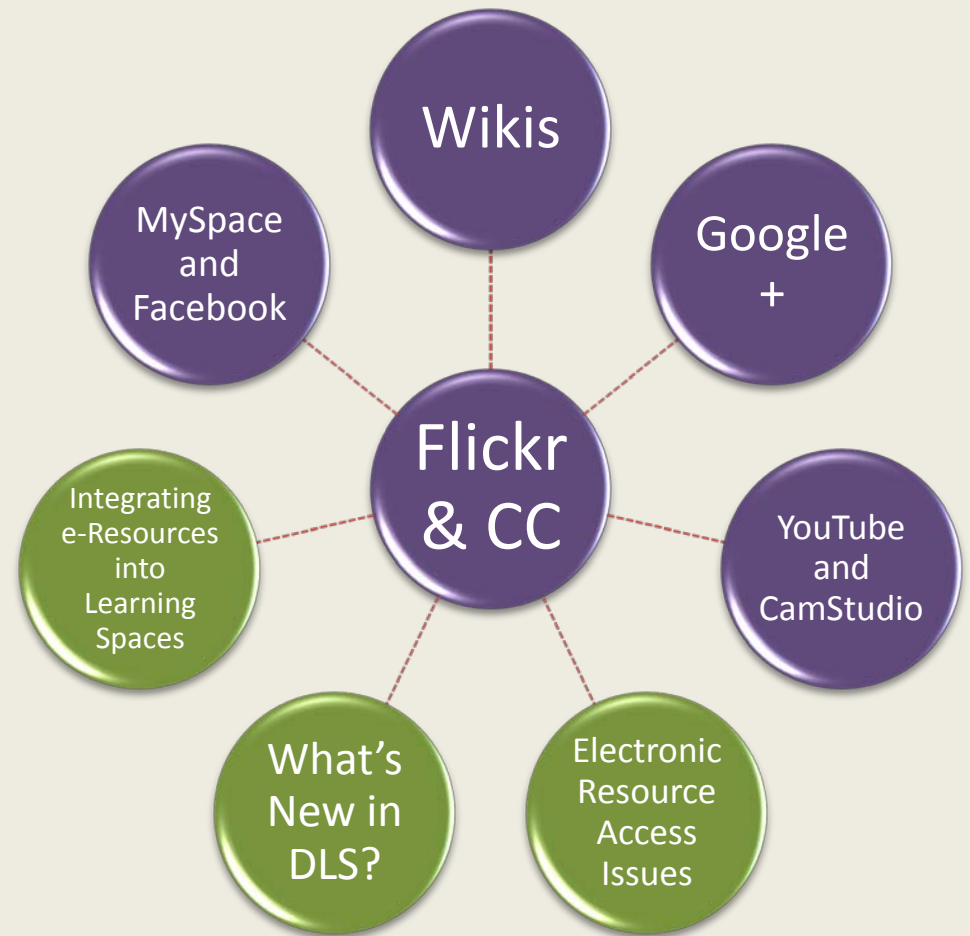 Wikis
MySpace
and
Facebook
Google
+
Flickr
& CC
Integrating
e-Resources
into
Learning
Spaces
YouTube
and
CamStudio
What’s
New in
DLS?
Electronic
Resource
Access
Issues